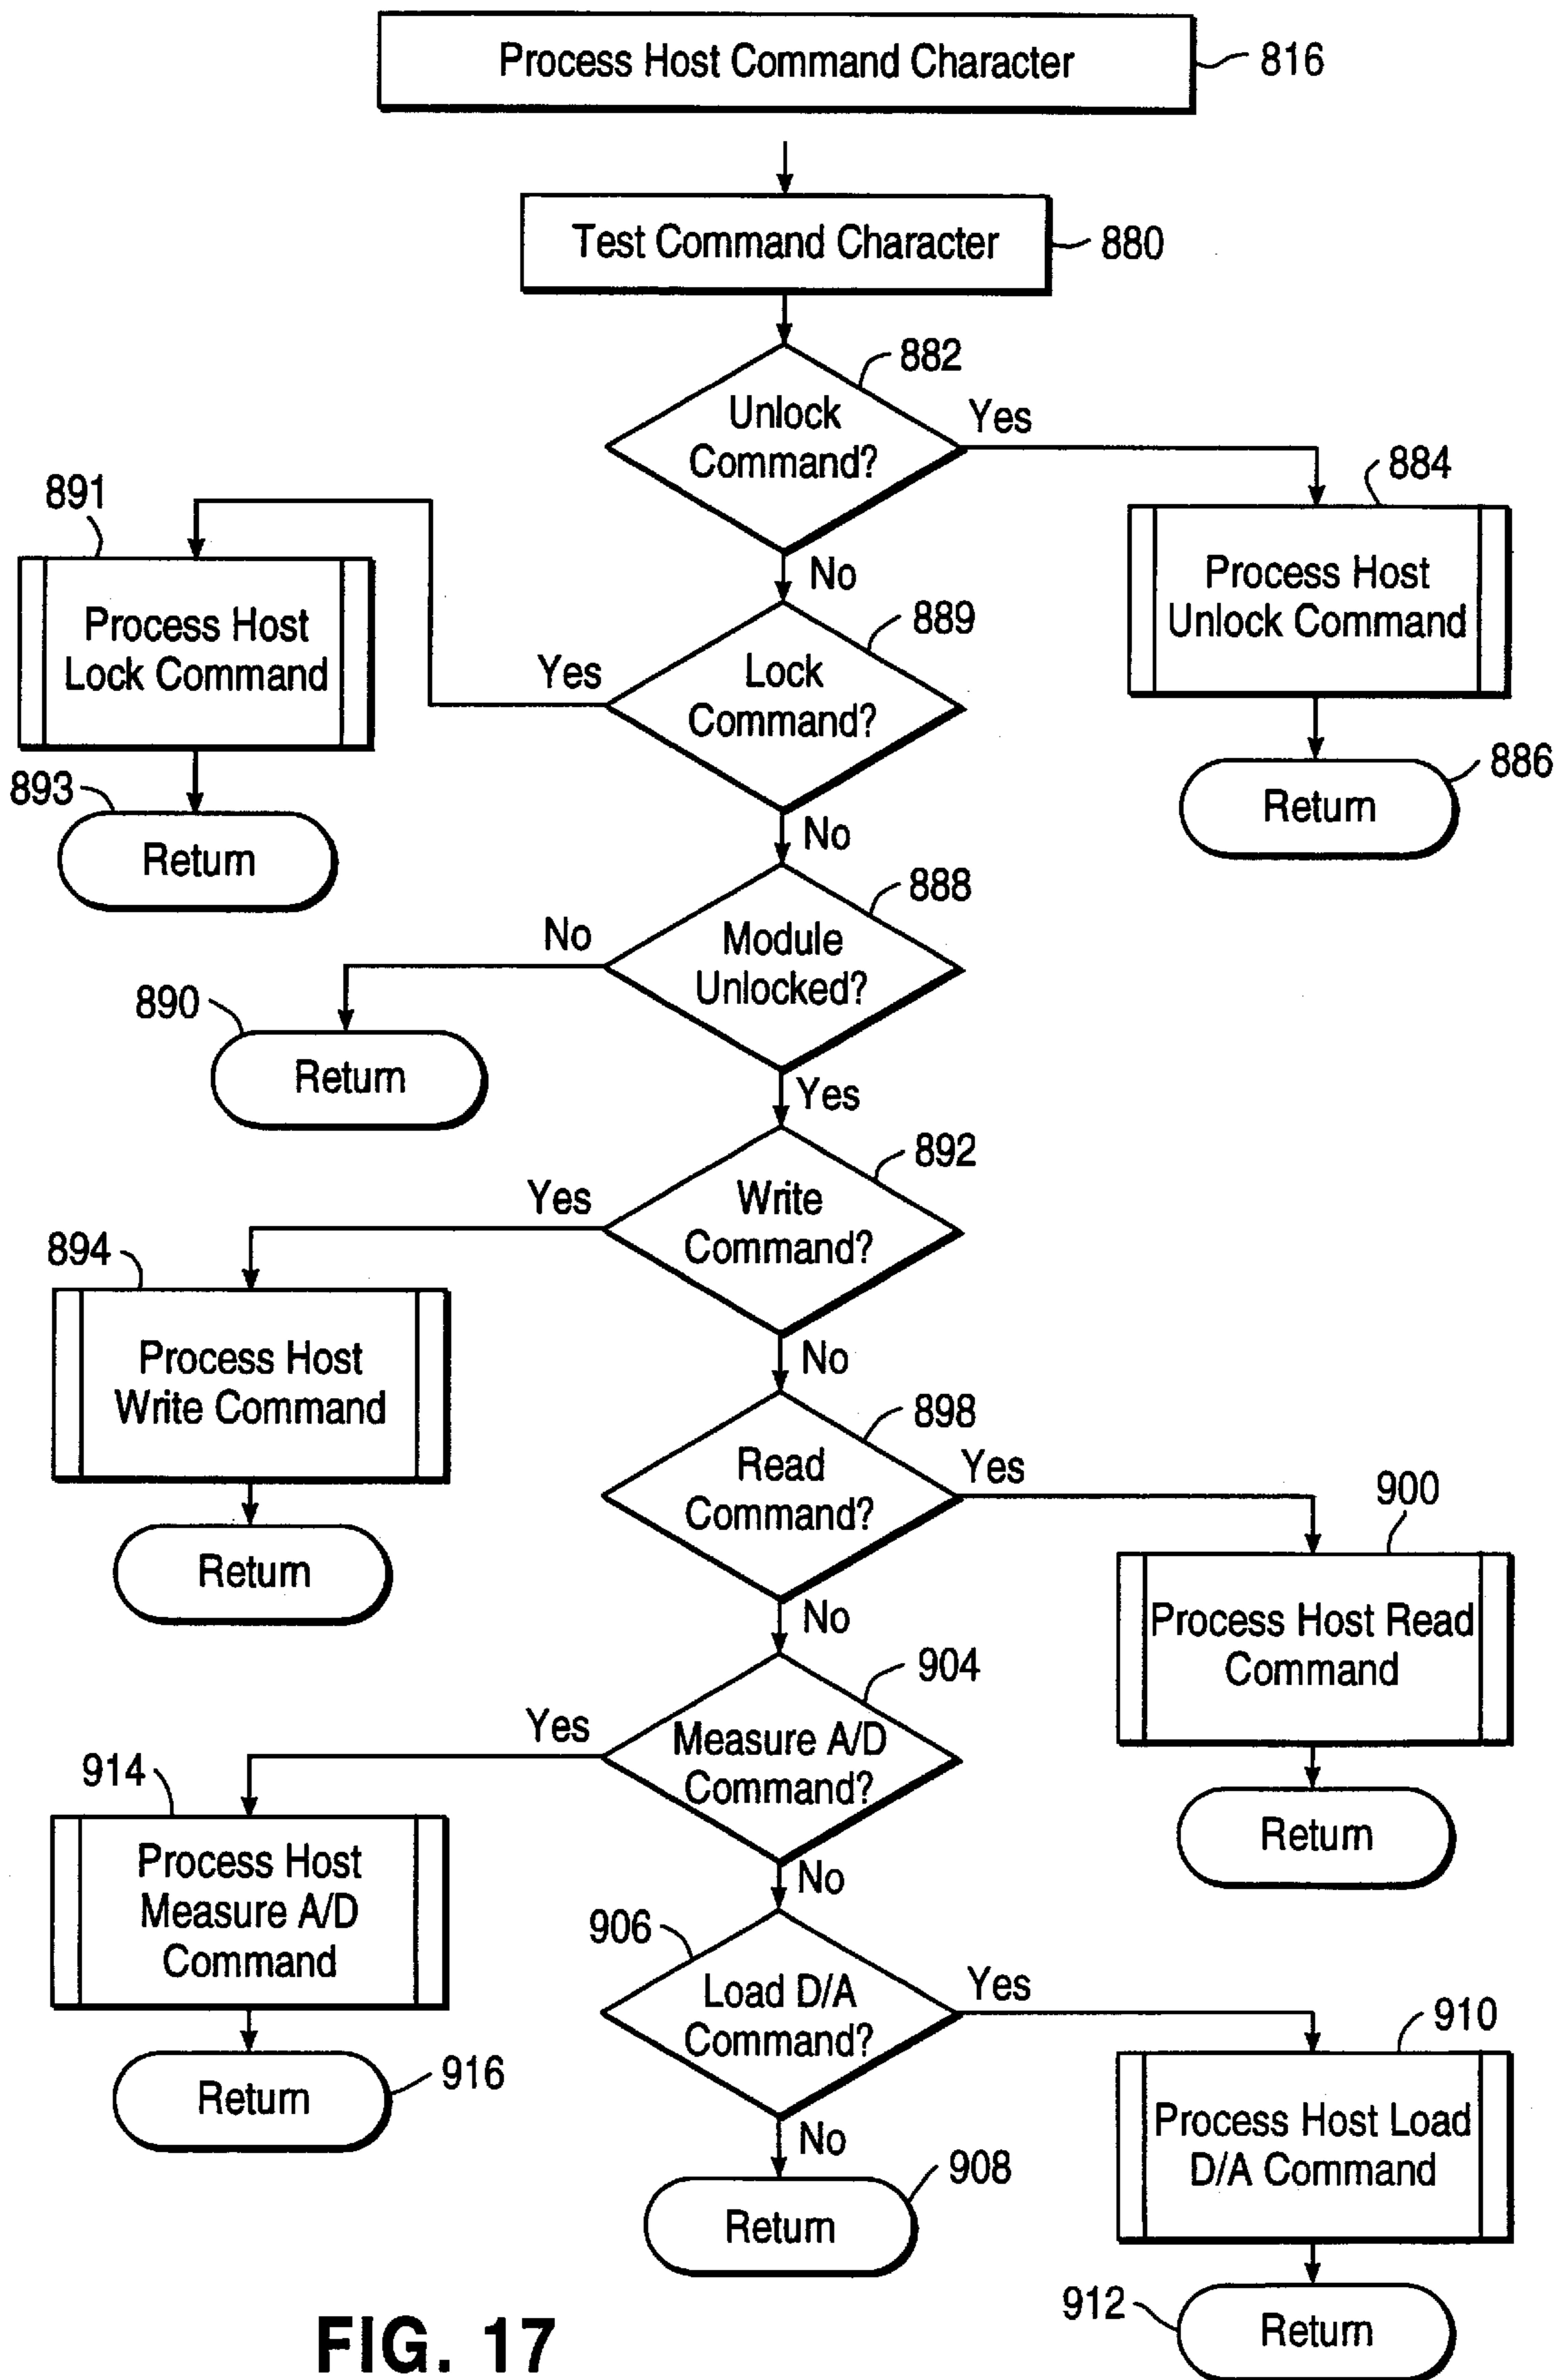 Process Host Command Character
816
Test Command Character
880
882
Unlock
Command?
Yes
884
Process Host
Unlock Command
886
Return
No
891
Process Host
Lock Command
893
Return
889
Lock
Command?
Yes
No
888
Module
Unlocked?
No
890
Return
Yes
892
Write
Command?
Yes
894
Process Host
Write Command
Return
No
898
Read
Command?
Yes
900
Process Host Read
Command
Return
No
904
Measure A/D
Command?
Yes
914
Process Host
Measure A/D
Command
Return
916
No
906
Load D/A
Command?
Yes
910
Process Host Load
D/A Command
912
Return
No
908
Return
FIG. 17